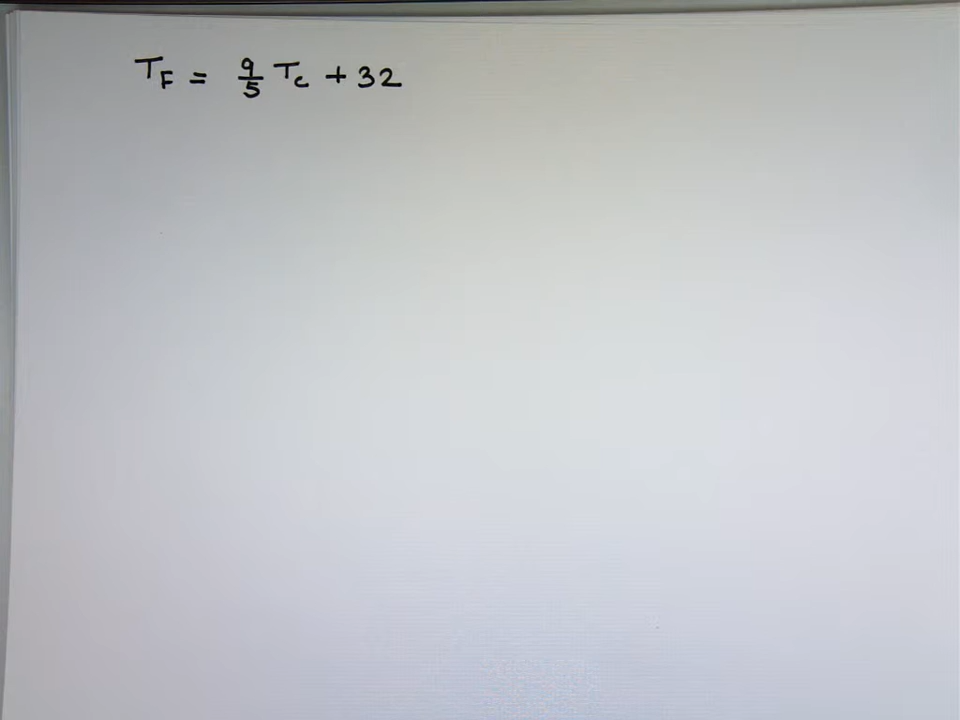 T_F = 9/5 T_C + 32